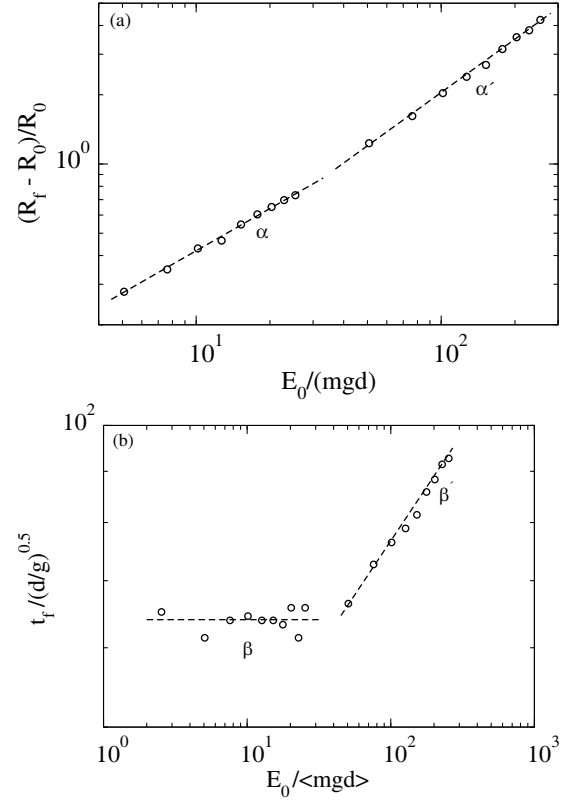 (a)
(R_f - R_0)/R_0
10^0
α
α´
10^1
10^2
E_0/(mgd)
(b)
10^2
t_f/(d/g)^0.5
β
β´
10^0
10^1
10^2
10^3
E_0/<mgd>